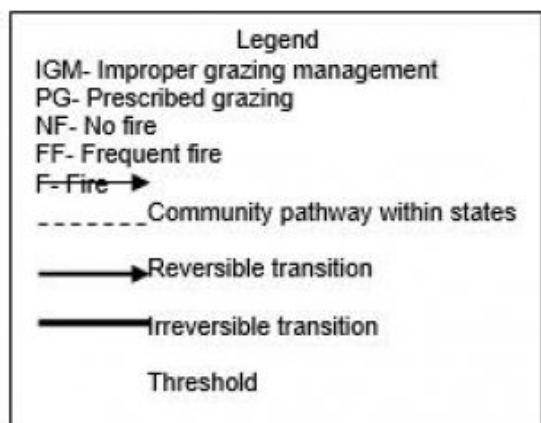 Legend
IGM- Improper grazing management
PG- Prescribed grazing
NF- No fire
FF- Frequent fire
F- Fire
Community pathway within states
Reversible transition
Irreversible transition
Threshold